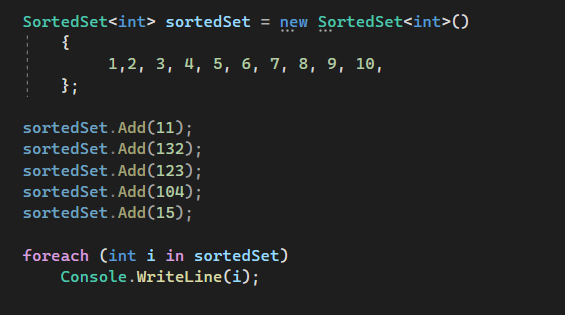 SortedSet<int> sortedSet = new SortedSet<int>()
{
1,2, 3, 4, 5, 6, 7, 8, 9, 10,
};
sortedSet.Add(11);
sortedSet.Add(132);
sortedSet.Add(123);
sortedSet.Add(104);
sortedSet.Add(15);
foreach (int i in sortedSet)
Console.WriteLine(i);